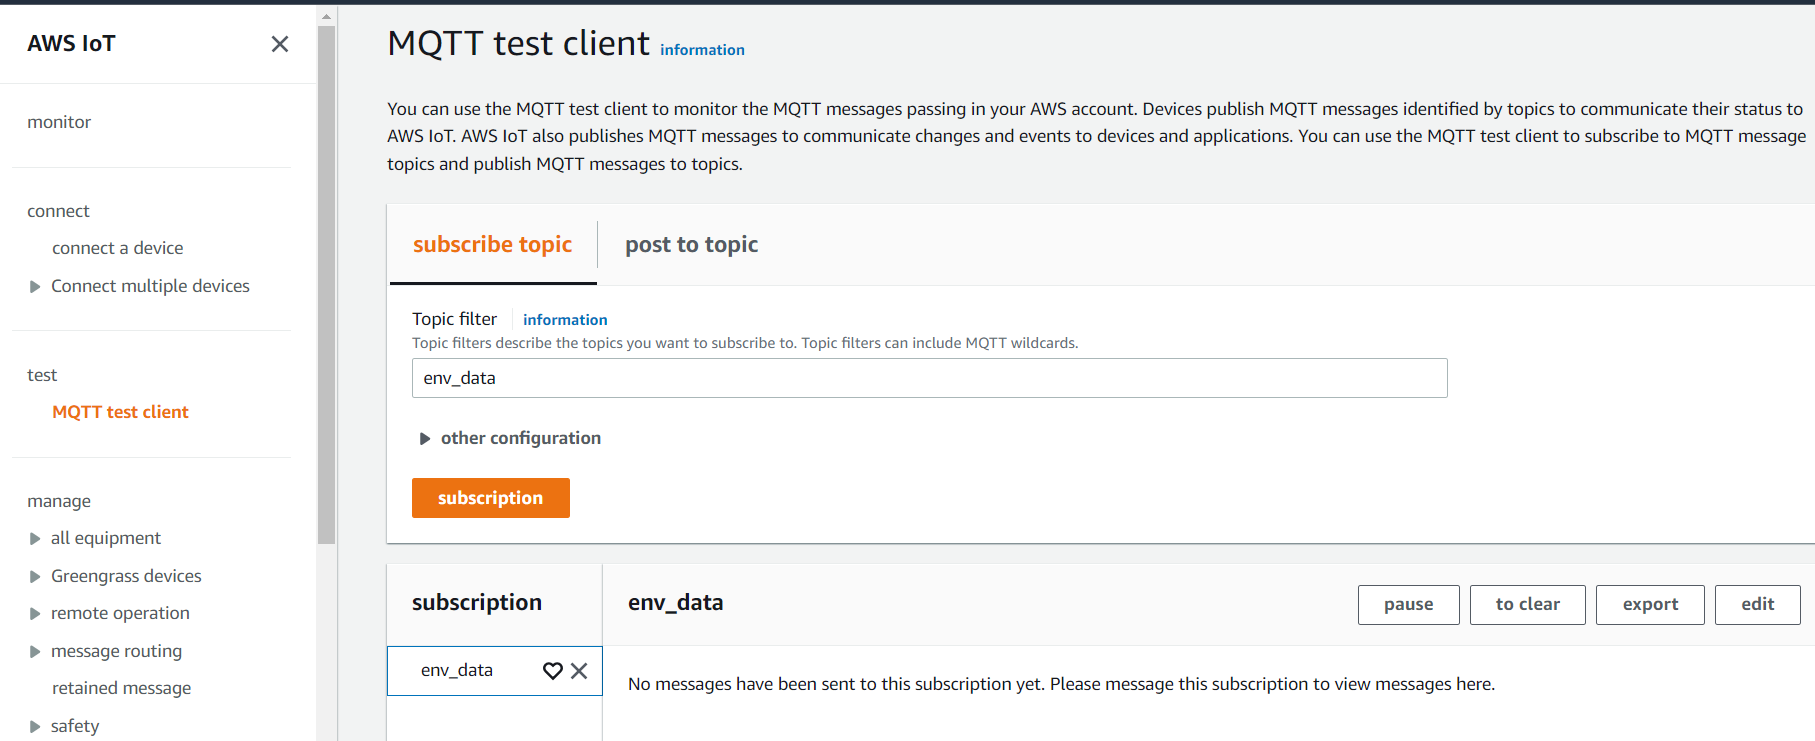 AWS IoT
monitor
connect
connect a device
Connect multiple devices
test
MQTT test client
manage
all equipment
Greengrass devices
remote operation
message routing
retained message
safety
MQTT test client information
You can use the MQTT test client to monitor the MQTT messages passing in your AWS account. Devices publish MQTT messages identified by topics to communicate their status to
AWS IoT. AWS IoT also publishes MQTT messages to communicate changes and events to devices and applications. You can use the MQTT test client to subscribe to MQTT message
topics and publish MQTT messages to topics.
subscribe topic post to topic
Topic filter information
Topic filters describe the topics you want to subscribe to. Topic filters can include MQTT wildcards.
env_data
other configuration
subscription
subscription env_data pause to clear export edit
env_data
No messages have been sent to this subscription yet. Please message this subscription to view messages here.